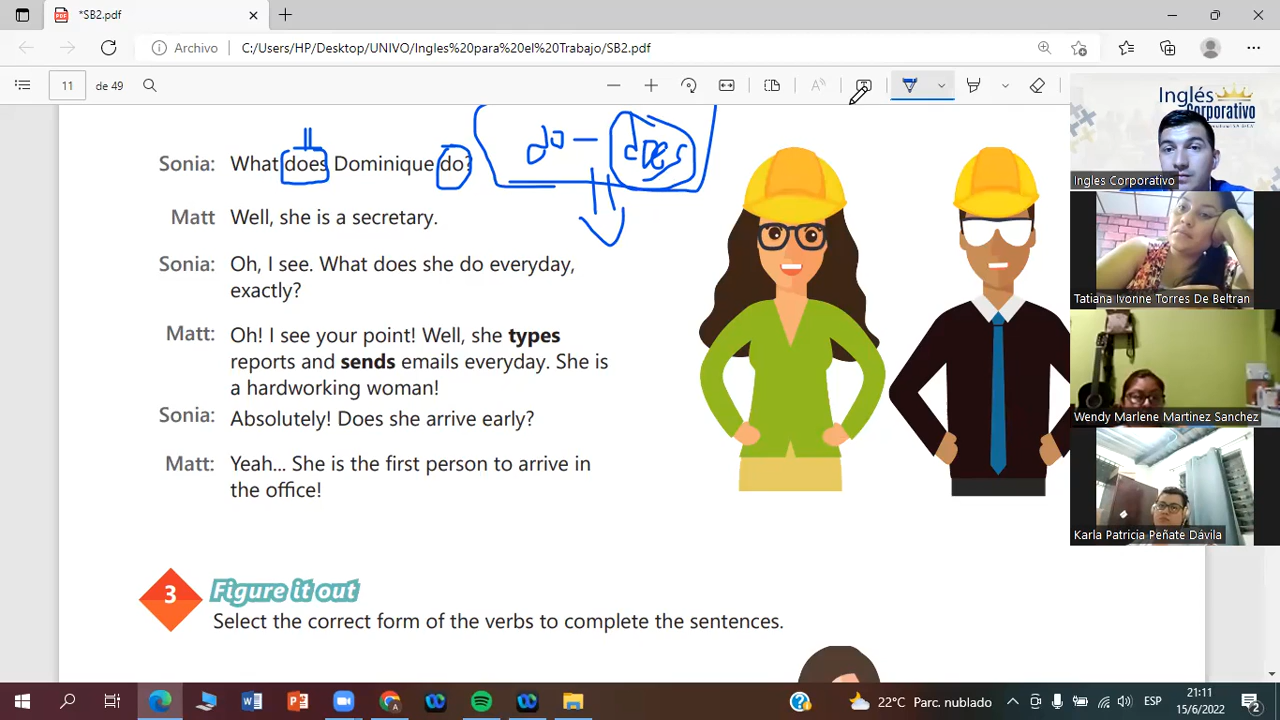 *SB2.pdf
Archivo
C:/Users/HP/Desktop/UNIVO/Ingles%20para%20el%20Trabajo/SB2.pdf
11
de 49
do - does
Sonia: What does Dominique do?
Matt Well, she is a secretary.
Sonia: Oh, I see. What does she do everyday,
exactly?
Matt: Oh! I see your point! Well, she types
reports and sends emails everyday. She is
a hardworking woman!
Sonia: Absolutely! Does she arrive early?
Matt: Yeah... She is the first person to arrive in
the office!
3 Figure it out
Select the correct form of the verbs to complete the sentences.
Inglés
Corporativo
Ingles Corporativo
Tatiana Ivonne Torres De Beltran
Wendy Marlene Martinez Sanchez
Karla Patricia Peñate Dávila
22°C Parc. nublado
ESP
21:11
15/6/2022
2